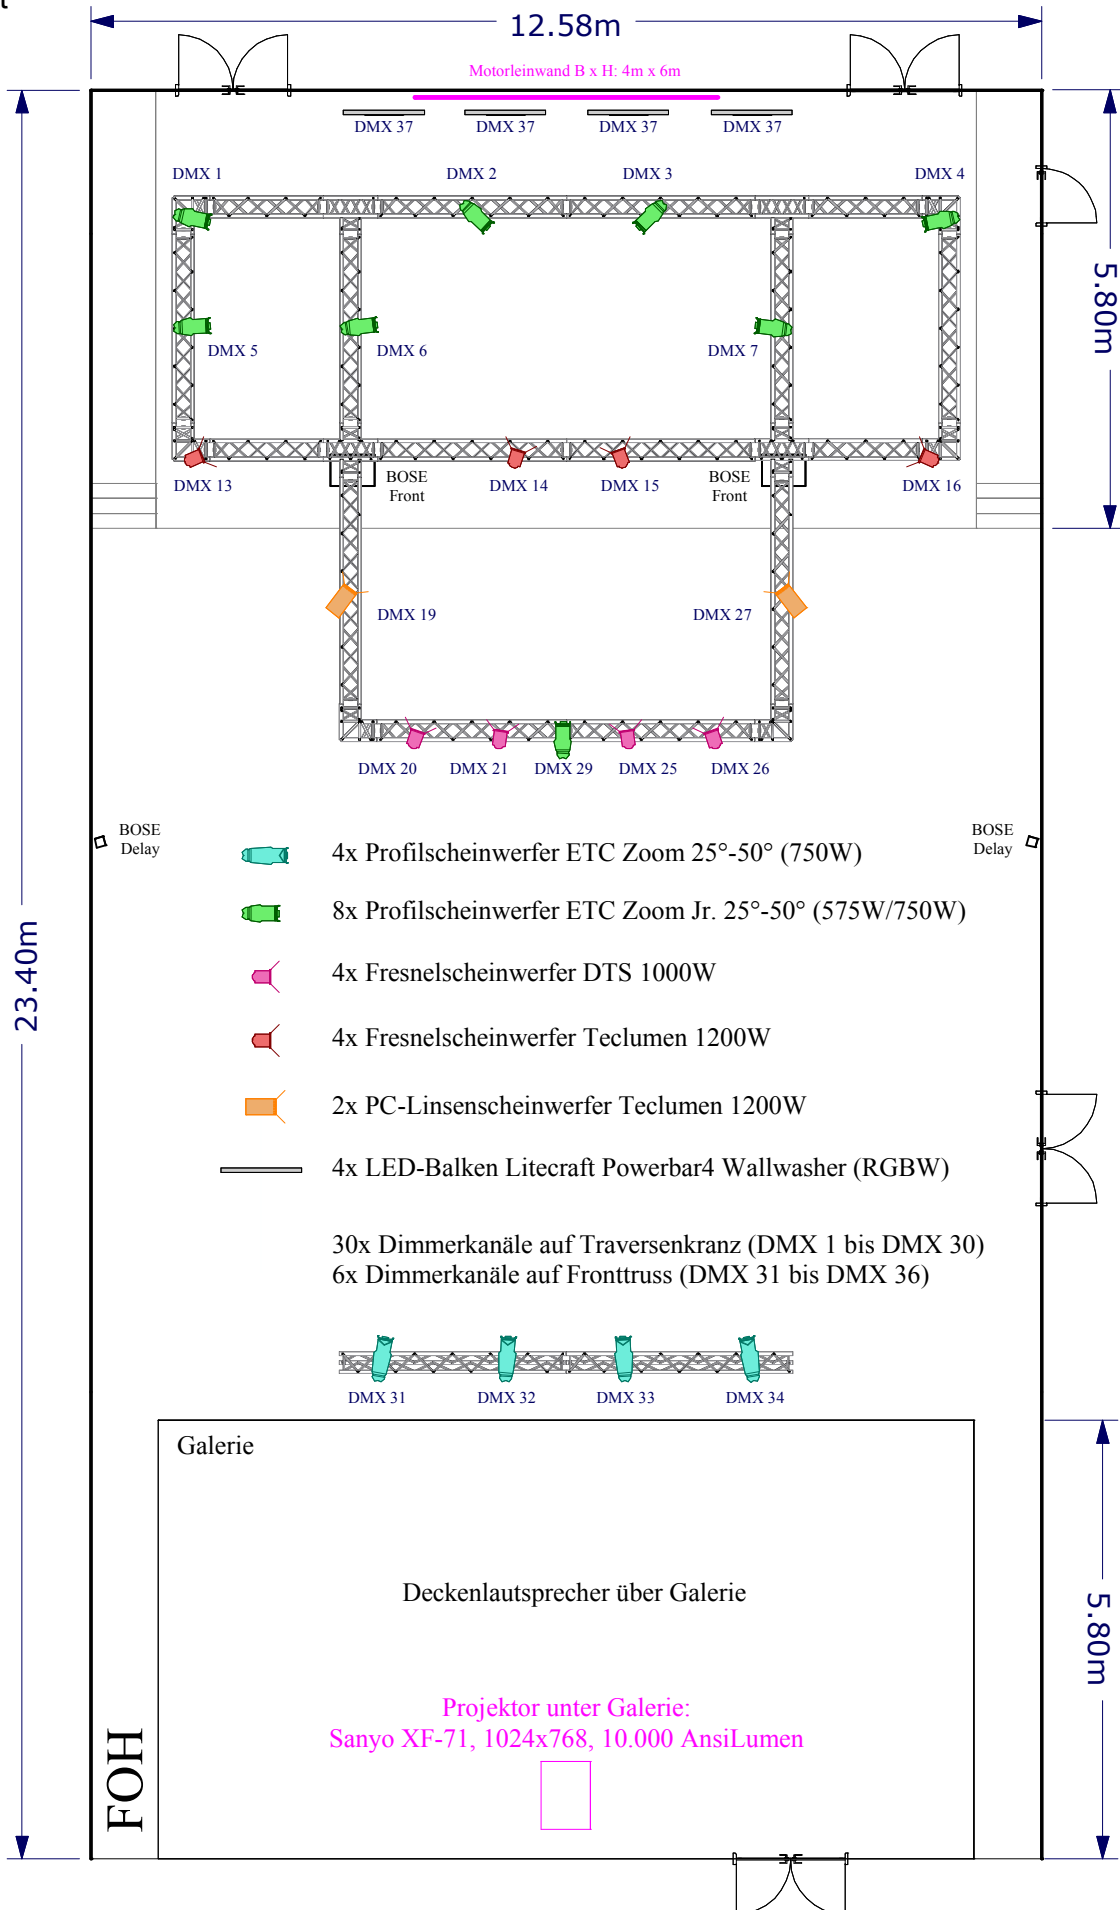 12.58m
Motorleinwand B x H: 4m x 6m
DMX 37
DMX 37
DMX 37
DMX 37
DMX 1
DMX 2
DMX 3
DMX 4
5.80m
DMX 5
DMX 6
DMX 7
BOSE
Front
BOSE
Front
DMX 13
DMX 14
DMX 15
DMX 16
DMX 19
DMX 27
DMX 20
DMX 21
DMX 29
DMX 25
DMX 26
BOSE
Delay
BOSE
Delay
4x Profilscheinwerfer ETC Zoom 25°-50° (750W)
8x Profilscheinwerfer ETC Zoom Jr. 25°-50° (575W/750W)
23.40m
4x Fresnelscheinwerfer DTS 1000W
4x Fresnelscheinwerfer Teclumen 1200W
2x PC-Linsenscheinwerfer Teclumen 1200W
4x LED-Balken Litecraft Powerbar4 Wallwasher (RGBW)
30x Dimmerkanäle auf Traversenkranz (DMX 1 bis DMX 30)
6x Dimmerkanäle auf Fronttruss (DMX 31 bis DMX 36)
DMX 31
DMX 32
DMX 33
DMX 34
Galerie
Deckenlautsprecher über Galerie
5.80m
Projektor unter Galerie:
Sanyo XF-71, 1024x768, 10.000 AnsiLumen
FOH